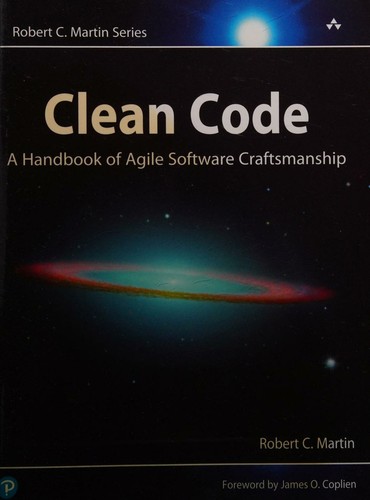 Robert C. Martin Series
Clean Code
A Handbook of Agile Software Craftsmanship
Robert C. Martin
Foreword by James O. Coplien
P